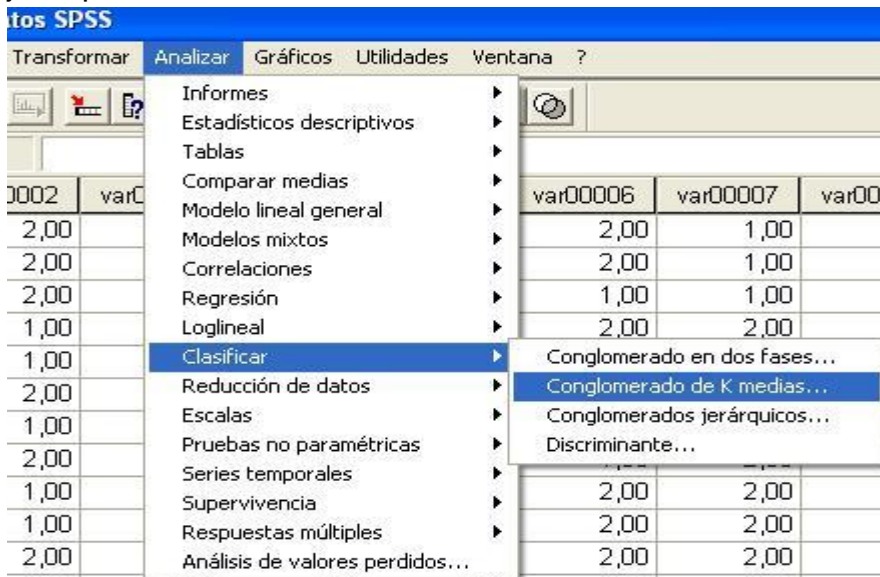 tos SPSS
Transformar Analizar Gráficos Utilidades Ventana ?
Informes
Estadísticos descriptivos
Tablas
Comparar medias
0002 var0 Modelo lineal general var00006 var00007 var00
2,00 Modelos mixtos 2,00 1,00
2,00 Correlaciones 2,00 1,00
2,00 Regresión 1,00 1,00
1,00 Loglineal 2,00 2,00
1,00 Clasificar Conglomerado en dos fases...
2,00 Reducción de datos Conglomerado de K medias...
1,00 Escalas Conglomerados jerárquicos...
2,00 Pruebas no paramétricas Discriminante...
1,00 Series temporales 2,00 2,00
1,00 Supervivencia 2,00 2,00
Respuestas múltiples
2,00 Análisis de valores perdidos... 2,00 2,00